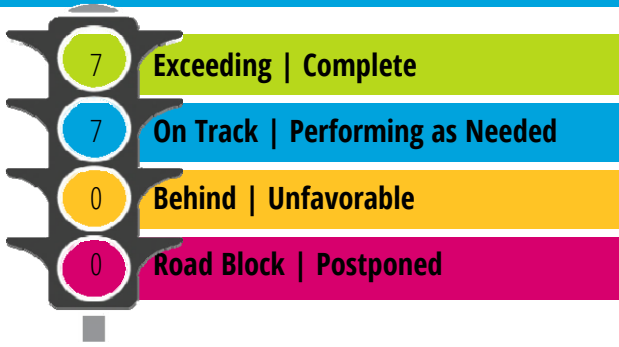 7 Exceeding | Complete
7 On Track | Performing as Needed
0 Behind | Unfavorable
0 Road Block | Postponed